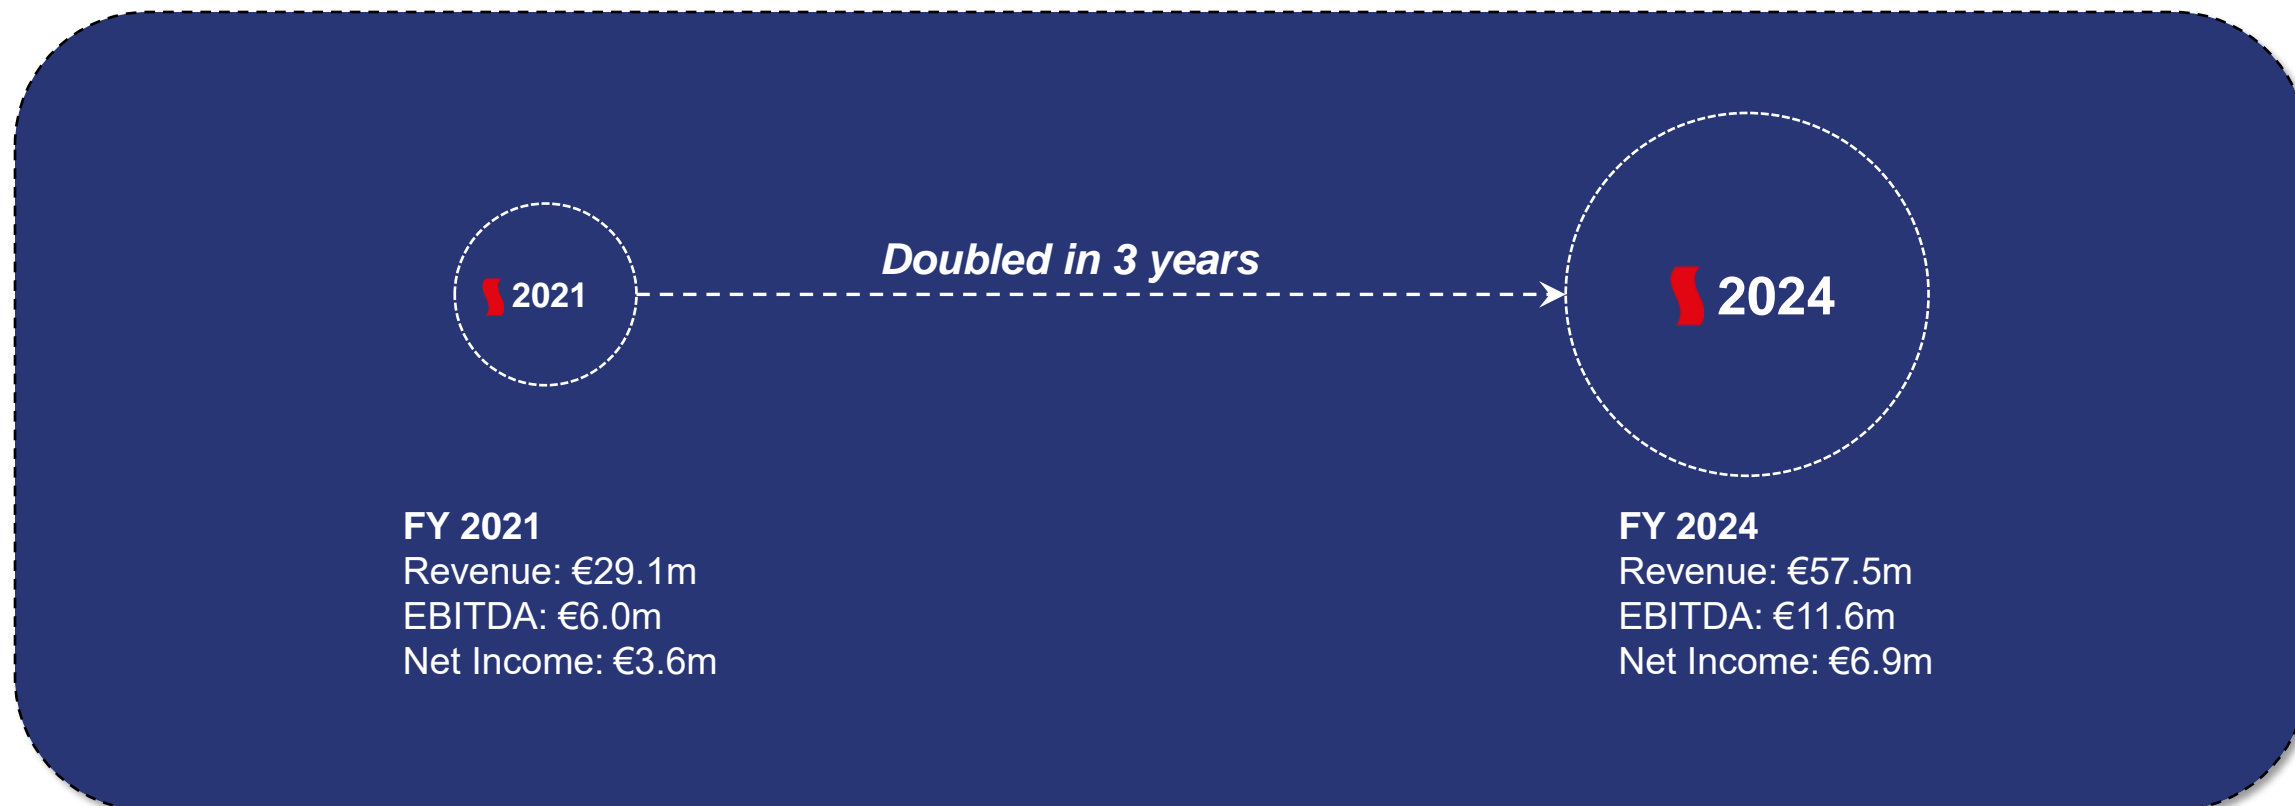 Doubled in 3 years
2021
2024
FY 2021
Revenue: €29.1m
EBITDA: €6.0m
Net Income: €3.6m
FY 2024
Revenue: €57.5m
EBITDA: €11.6m
Net Income: €6.9m